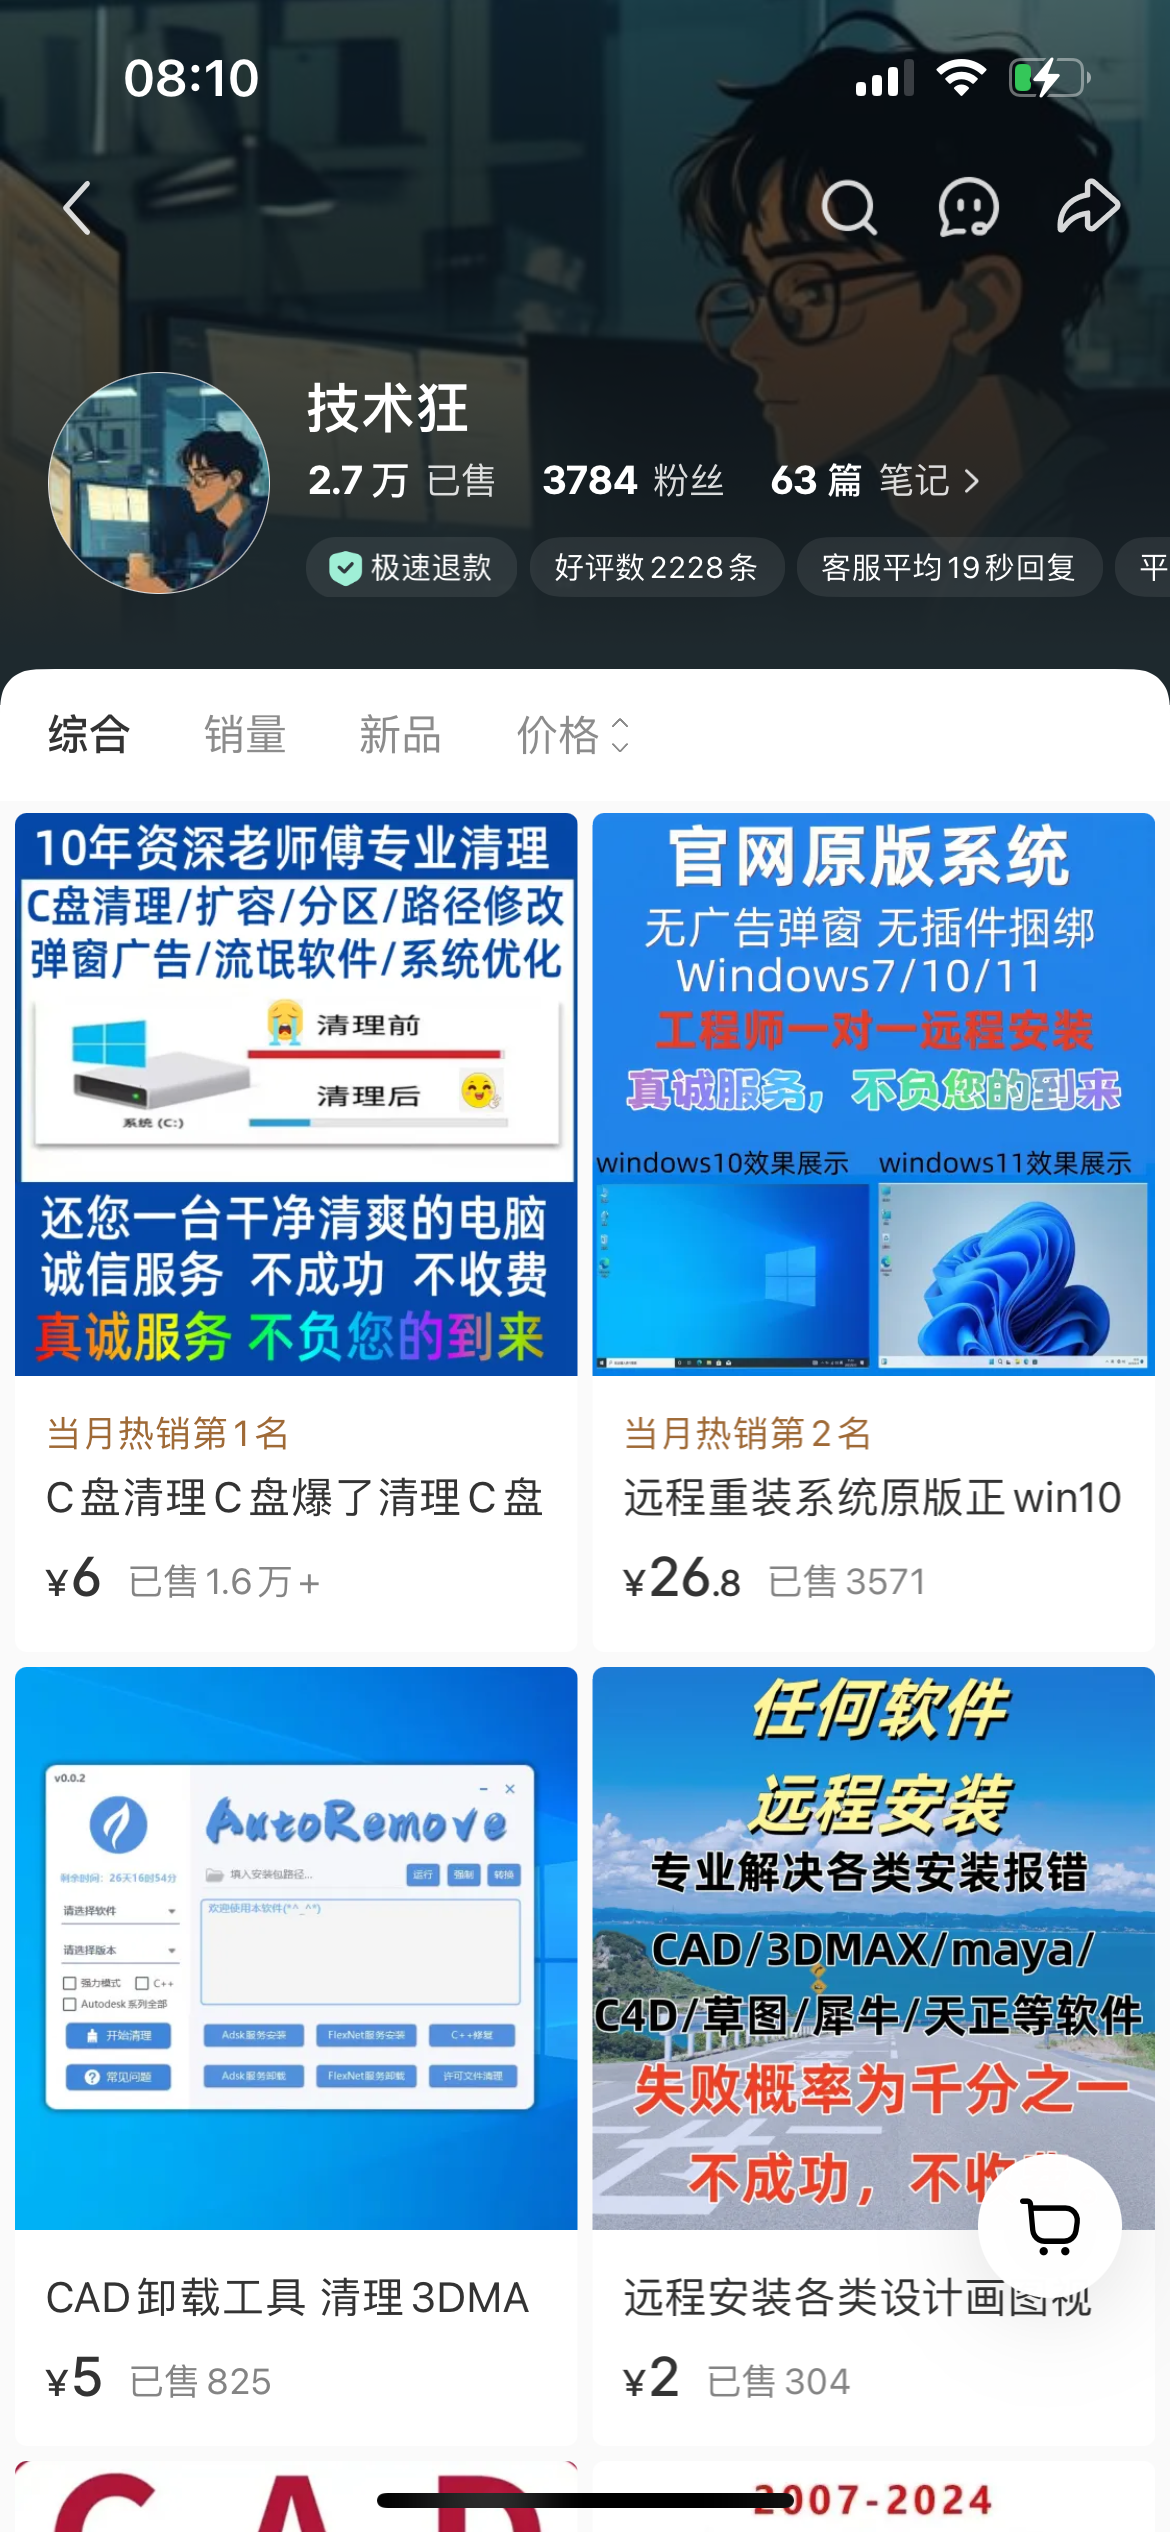 08:10
技术狂
2.7万 已售 3784 粉丝 63篇 笔记
极速退款 好评数2228条 客服平均19秒回复 平
综合 销量 新品 价格
10年资深老师傅专业清理
C盘清理/扩容/分区/路径修改
弹窗广告/流氓软件/系统优化
清理前
清理后
系统 (C:)
还您一台干净清爽的电脑
诚信服务 不成功 不收费
真诚服务 不负您的到来
当月热销第1名
C盘清理C盘爆了清理C盘
¥6 已售1.6万+
官网原版系统
无广告弹窗 无插件捆绑
Windows7/10/11
工程师一对一远程安装
真诚服务，不负您的到来
windows10效果展示 windows11效果展示
当月热销第2名
远程重装系统原版正win10
¥26.8 已售3571
v0.0.2
AutoRemove
剩余时间：26天16时54分
填入安装包路径...
运行 强制 转换
请选择软件
欢迎使用本软件(*^_^*)
请选择版本
强力模式 C++
Autodesk系列全部
开始清理
Adsk服务安装 FlexNet服务安装 C++修复
常见问题
Adsk服务卸载 FlexNet服务卸载 许可文件清理
CAD卸载工具 清理3DMA
¥5 已售825
任何软件
远程安装
专业解决各类安装报错
CAD/3DMAX/maya/
C4D/草图/犀牛/天正等软件
失败概率为千分之一
不成功，不收
远程安装各类设计画图视
¥2 已售304
CAD
2007-2024